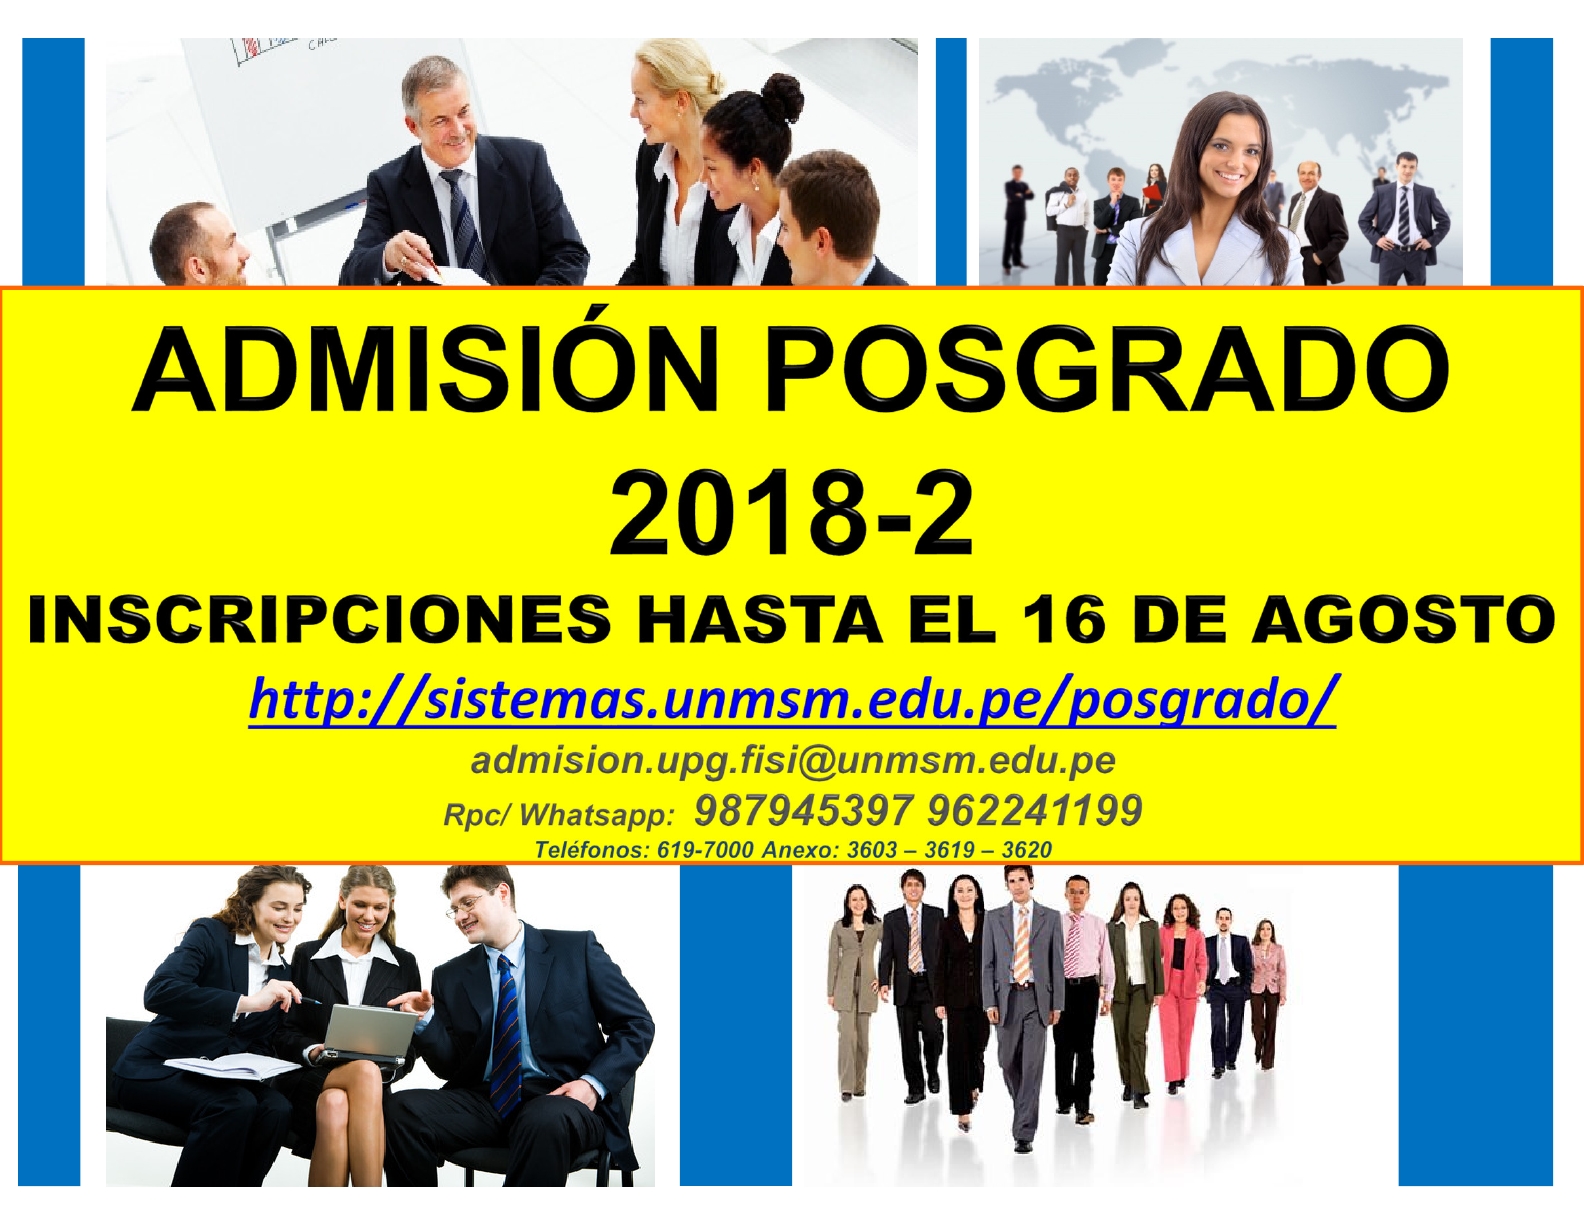 CALC
ADMISIÓN POSGRADO
2018-2
INSCRIPCIONES HASTA EL 16 DE AGOSTO
http://sistemas.unmsm.edu.pe/posgrado/
admision.upg.fisi@unmsm.edu.pe
Rpc/ Whatsapp: 987945397 962241199
Teléfonos: 619-7000 Anexo: 3603 – 3619 – 3620